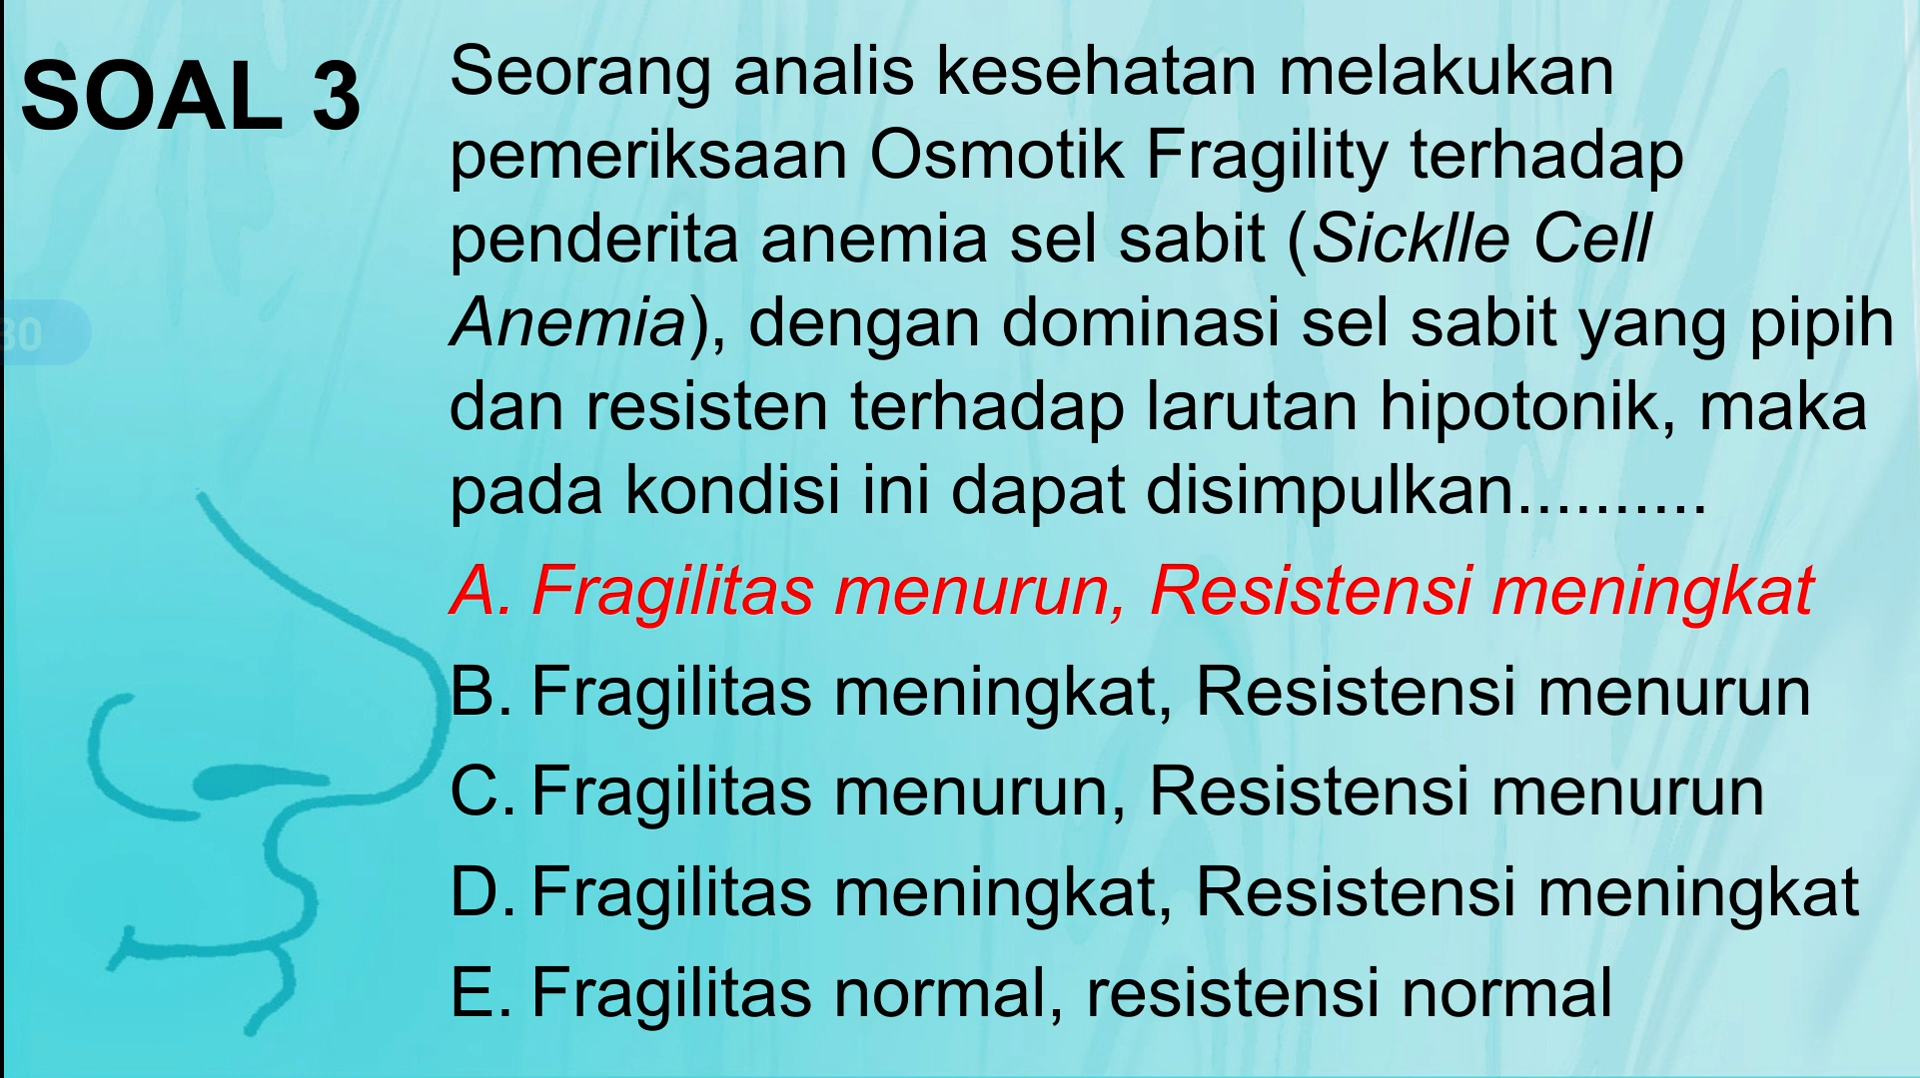 SOAL 3
Seorang analis kesehatan melakukan
pemeriksaan Osmotik Fragility terhadap
penderita anemia sel sabit (Sicklle Cell
Anemia), dengan dominasi sel sabit yang pipih
dan resisten terhadap larutan hipotonik, maka
pada kondisi ini dapat disimpulkan..........
A. Fragilitas menurun, Resistensi meningkat
B. Fragilitas meningkat, Resistensi menurun
C. Fragilitas menurun, Resistensi menurun
D. Fragilitas meningkat, Resistensi meningkat
E. Fragilitas normal, resistensi normal
30